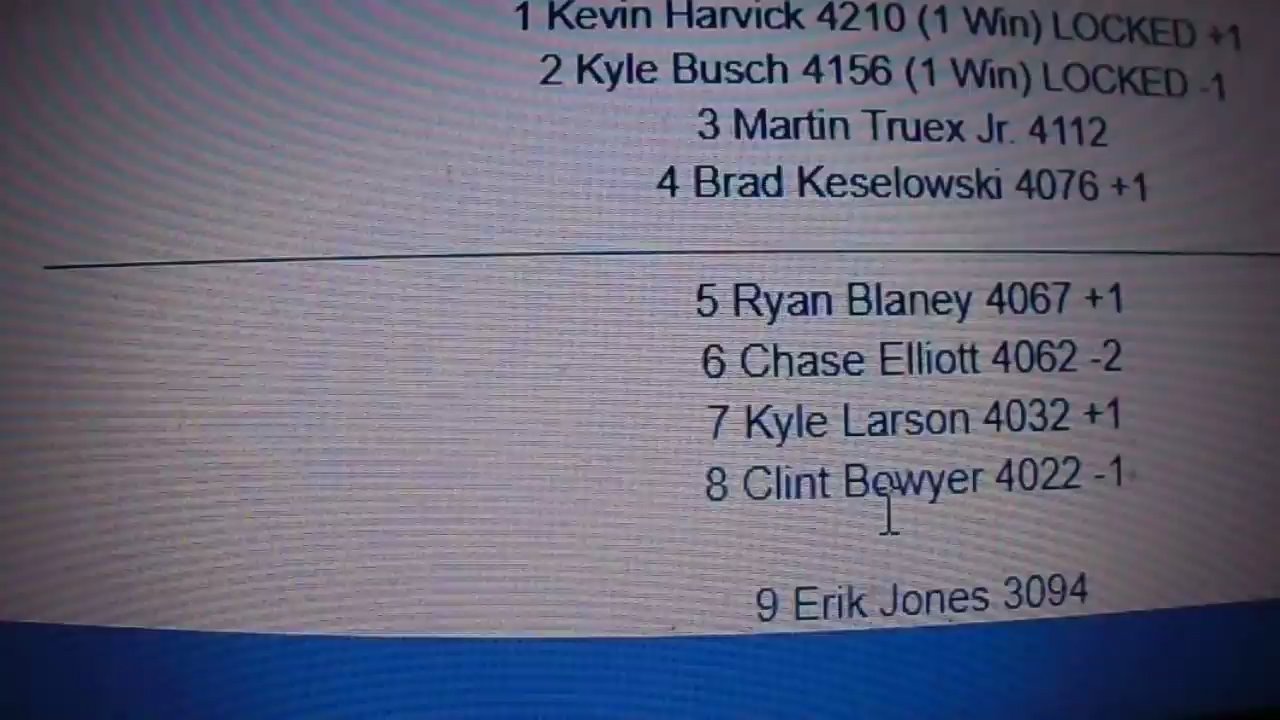 1 Kevin Harvick 4210 (1 Win) LOCKED +1
2 Kyle Busch 4156 (1 Win) LOCKED -1
3 Martin Truex Jr. 4112
4 Brad Keselowski 4076 +1
5 Ryan Blaney 4067 +1
6 Chase Elliott 4062 -2
7 Kyle Larson 4032 +1
8 Clint Bowyer 4022 -1
9 Erik Jones 3094